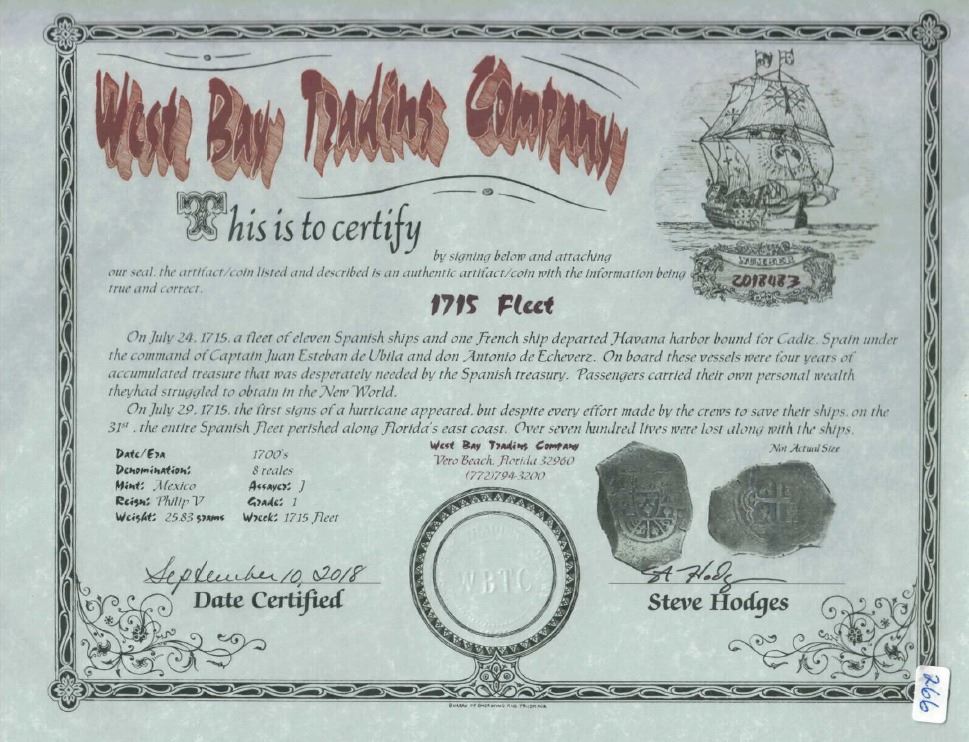 West Bay Trading Company
This is to certify
by signing below and attaching
our seal, the artifact/coin listed and described is an authentic artifact/coin with the information being
true and correct.
NUMBER
2018483
1715 Fleet
On July 24, 1715, a fleet of eleven Spanish ships and one French ship departed Havana harbor bound for Cadiz, Spain under
the command of Captain Juan Esteban de Ubila and don Antonio de Echeverz. On board these vessels were four years of
accumulated treasure that was desperately needed by the Spanish treasury. Passengers carried their own personal wealth
theyhad struggled to obtain in the New World.
On July 29, 1715, the first signs of a hurricane appeared, but despite every effort made by the crews to save their ships, on the
31st , the entire Spanish Fleet perished along Florida's east coast. Over seven hundred lives were lost along with the ships.
West Bay Trading Company
Vero Beach, Florida 32960
(772)794-3200
Not Actual Size
Date/Era 1700's
Denomination: 8 reales
Mint: Mexico Assayer: J
Reign: Philip V Grade: 1
Weight: 25.83 grams Wreck: 1715 Fleet
WBTC
September 10, 2018
Date Certified
Steve Hodges
266